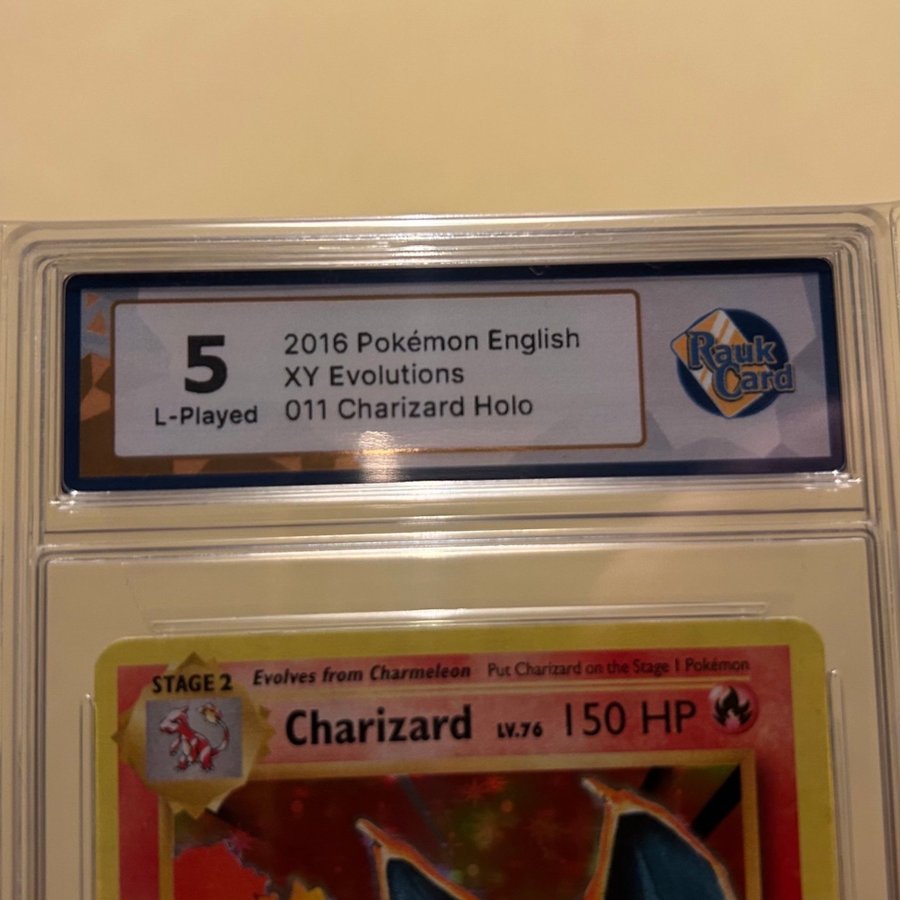 5
L-Played
2016 Pokémon English
XY Evolutions
011 Charizard Holo
Rauk
Card
STAGE 2
Evolves from Charmeleon Put Charizard on the Stage 1 Pokémon
Charizard LV.76 150 HP